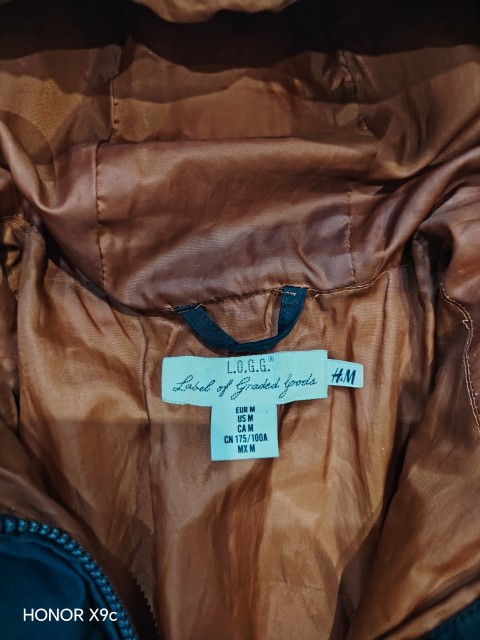 L.O.G.G.®
Label of Graded Goods
H&M
EUR M
US M
CA M
CN 175/100A
MX M
HONOR X9c